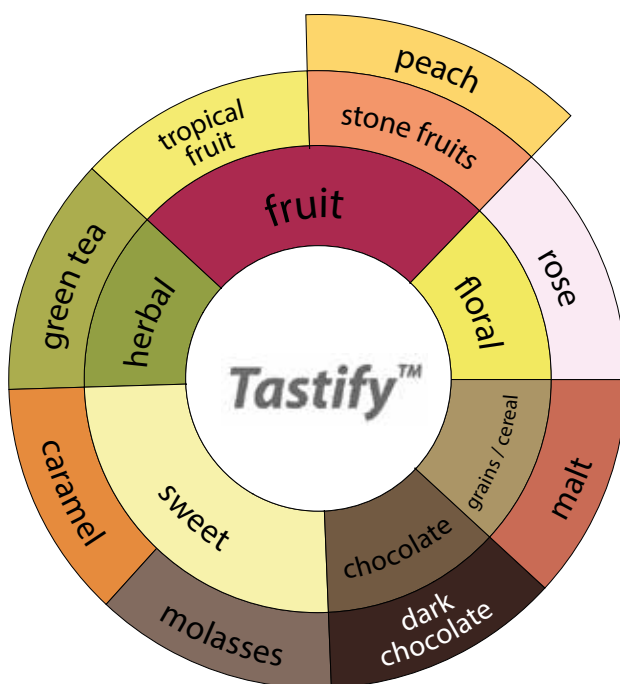 peach
tropical
fruit
stone fruits
fruit
green tea
herbal
floral
rose
Tastify™
caramel
sweet
grains / cereal
malt
chocolate
molasses
dark
chocolate